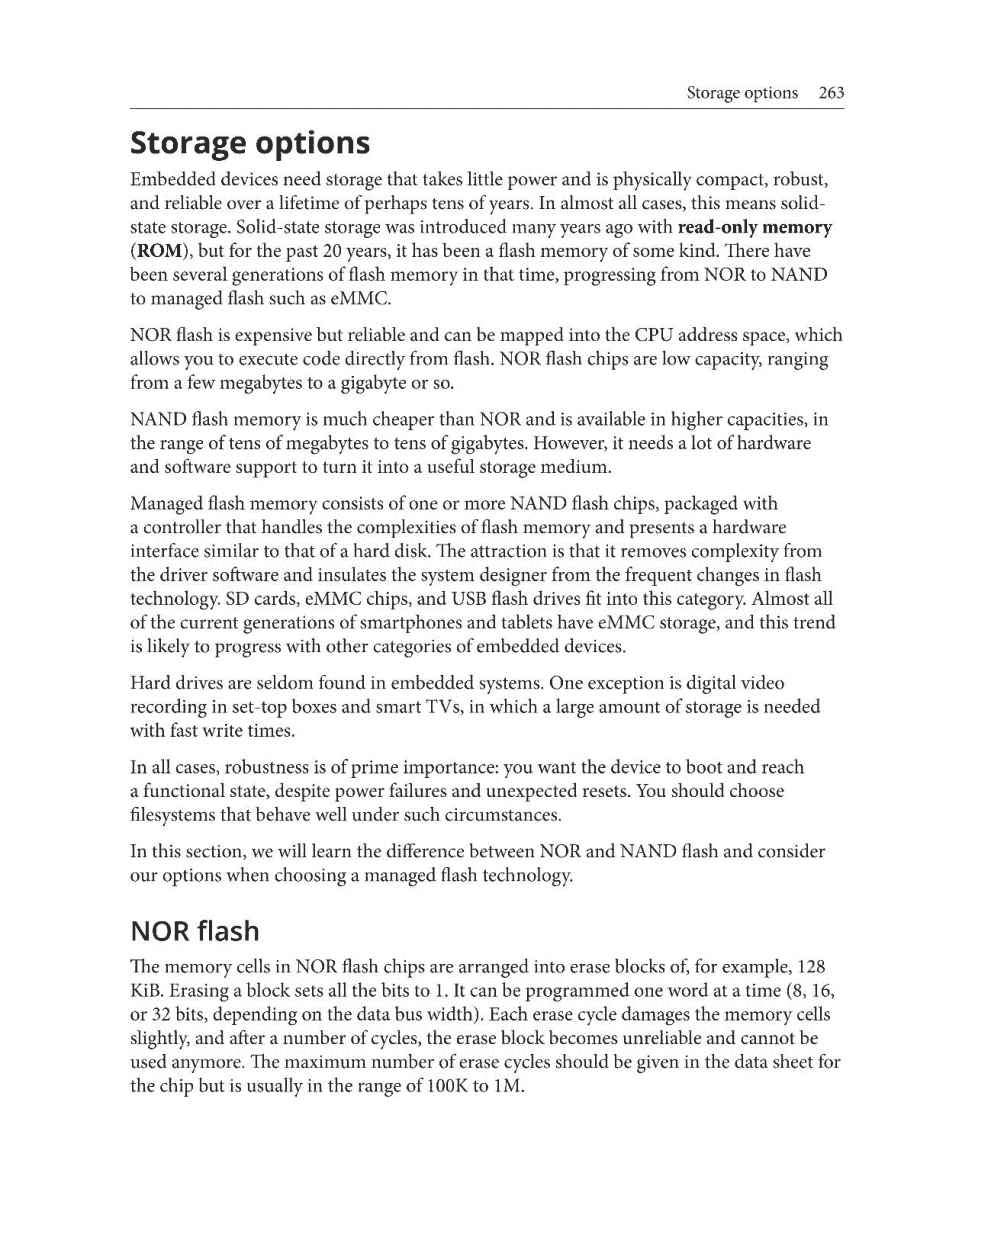 Storage options 263
Storage options
Embedded devices need storage that takes little power and is physically compact, robust,
and reliable over a lifetime of perhaps tens of years. In almost all cases, this means solid-
state storage. Solid-state storage was introduced many years ago with read-only memory
(ROM), but for the past 20 years, it has been a flash memory of some kind. There have
been several generations of flash memory in that time, progressing from NOR to NAND
to managed flash such as eMMC.
NOR flash is expensive but reliable and can be mapped into the CPU address space, which
allows you to execute code directly from flash. NOR flash chips are low capacity, ranging
from a few megabytes to a gigabyte or so.
NAND flash memory is much cheaper than NOR and is available in higher capacities, in
the range of tens of megabytes to tens of gigabytes. However, it needs a lot of hardware
and software support to turn it into a useful storage medium.
Managed flash memory consists of one or more NAND flash chips, packaged with
a controller that handles the complexities of flash memory and presents a hardware
interface similar to that of a hard disk. The attraction is that it removes complexity from
the driver software and insulates the system designer from the frequent changes in flash
technology. SD cards, eMMC chips, and USB flash drives fit into this category. Almost all
of the current generations of smartphones and tablets have eMMC storage, and this trend
is likely to progress with other categories of embedded devices.
Hard drives are seldom found in embedded systems. One exception is digital video
recording in set-top boxes and smart TVs, in which a large amount of storage is needed
with fast write times.
In all cases, robustness is of prime importance: you want the device to boot and reach
a functional state, despite power failures and unexpected resets. You should choose
filesystems that behave well under such circumstances.
In this section, we will learn the difference between NOR and NAND flash and consider
our options when choosing a managed flash technology.
NOR flash
The memory cells in NOR flash chips are arranged into erase blocks of, for example, 128
KiB. Erasing a block sets all the bits to 1. It can be programmed one word at a time (8, 16,
or 32 bits, depending on the data bus width). Each erase cycle damages the memory cells
slightly, and after a number of cycles, the erase block becomes unreliable and cannot be
used anymore. The maximum number of erase cycles should be given in the data sheet for
the chip but is usually in the range of 100K to 1M.